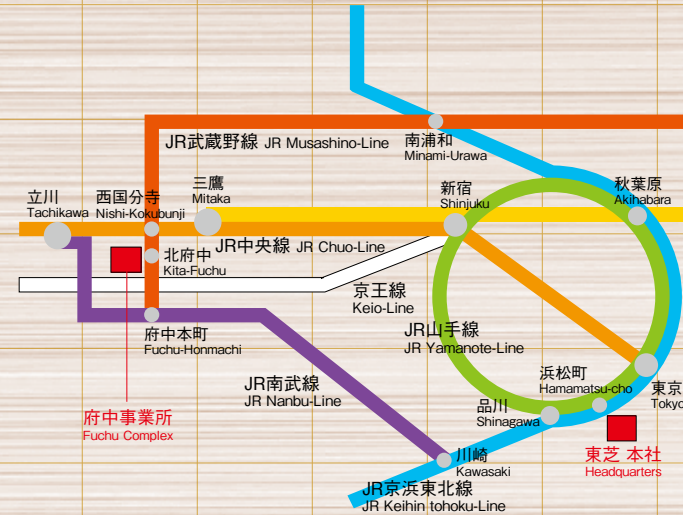 JR武蔵野線 JR Musashino-Line
南浦和
Minami-Urawa
立川
Tachikawa
西国分寺
Nishi-Kokubunji
三鷹
Mitaka
新宿
Shinjuku
秋葉原
Akihabara
JR中央線 JR Chuo-Line
北府中
Kita-Fuchu
京王線
Keio-Line
府中本町
Fuchu-Honmachi
JR山手線
JR Yamanote-Line
JR南武線
JR Nanbu-Line
浜松町
Hamamatsu-cho
東京
Tokyo
品川
Shinagawa
府中事業所
Fuchu Complex
東芝 本社
Headquarters
川崎
Kawasaki
JR京浜東北線
JR Keihin tohoku-Line